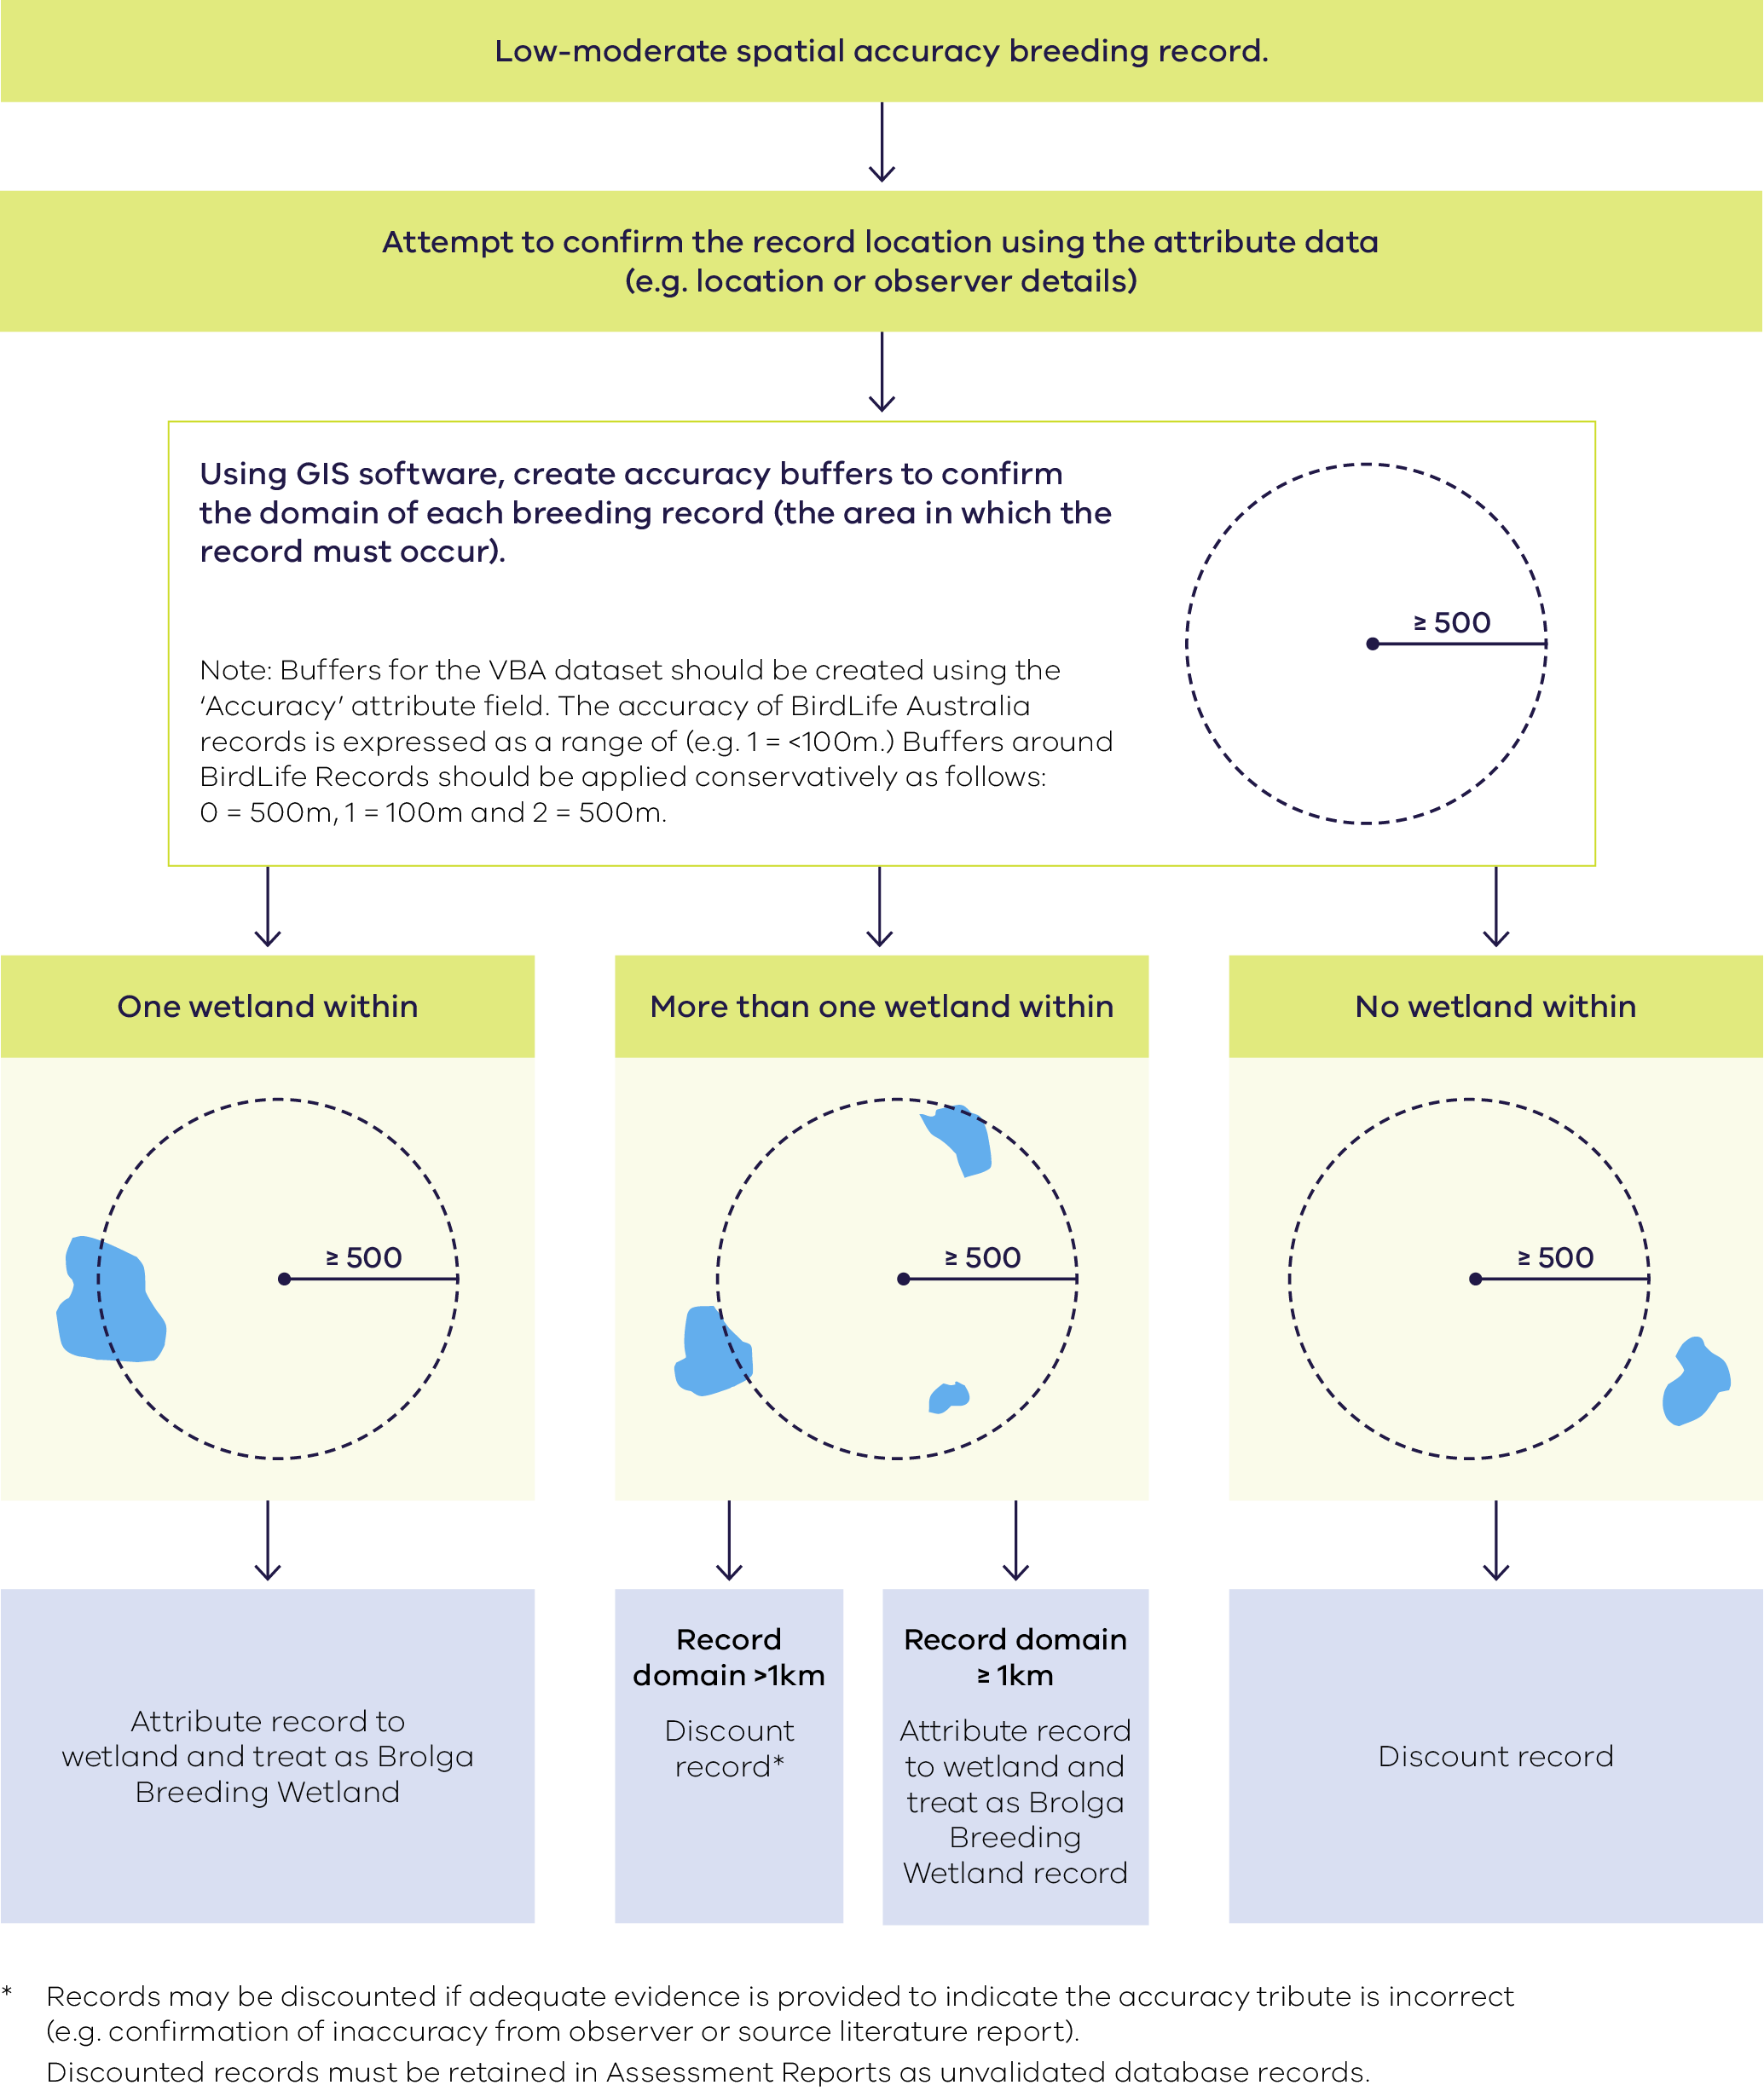 Low-moderate spatial accuracy breeding record.
Attempt to confirm the record location using the attribute data
(e.g. location or observer details)
Using GIS software, create accuracy buffers to confirm
the domain of each breeding record (the area in which the
record must occur).
≥ 500
Note: Buffers for the VBA dataset should be created using the
‘Accuracy’ attribute field. The accuracy of BirdLife Australia
records is expressed as a range of (e.g. 1 = <100m.) Buffers around
BirdLife Records should be applied conservatively as follows:
0 = 500m, 1 = 100m and 2 = 500m.
One wetland within
≥ 500
Attribute record to
wetland and treat as Brolga
Breeding Wetland
More than one wetland within
≥ 500
Record
domain >1km
Discount
record*
Record domain
≥ 1km
Attribute record
to wetland and
treat as Brolga
Breeding
Wetland record
No wetland within
≥ 500
Discount record
* Records may be discounted if adequate evidence is provided to indicate the accuracy tribute is incorrect
(e.g. confirmation of inaccuracy from observer or source literature report).
Discounted records must be retained in Assessment Reports as unvalidated database records.